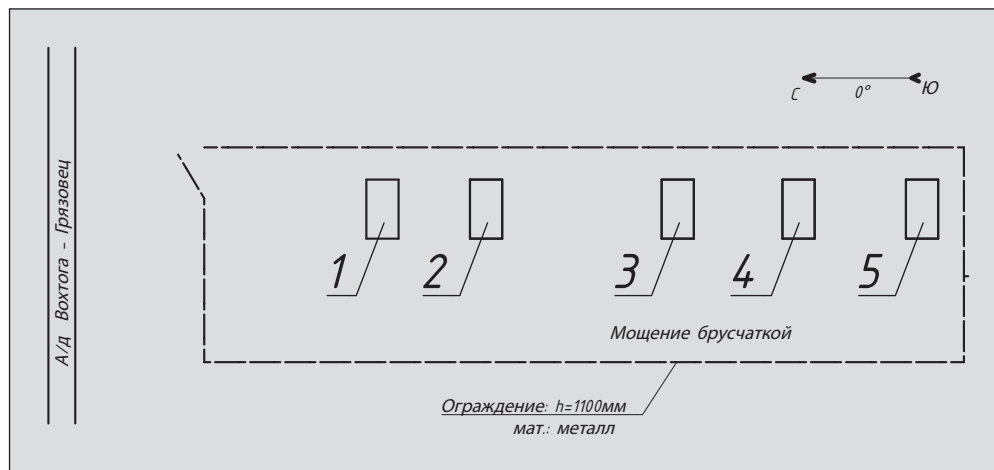 С 0° Ю
А/д Вохтога - Грязовец
1 2 3 4 5
Мощение брусчаткой
Ограждение: h=1100мм
мат.: металл